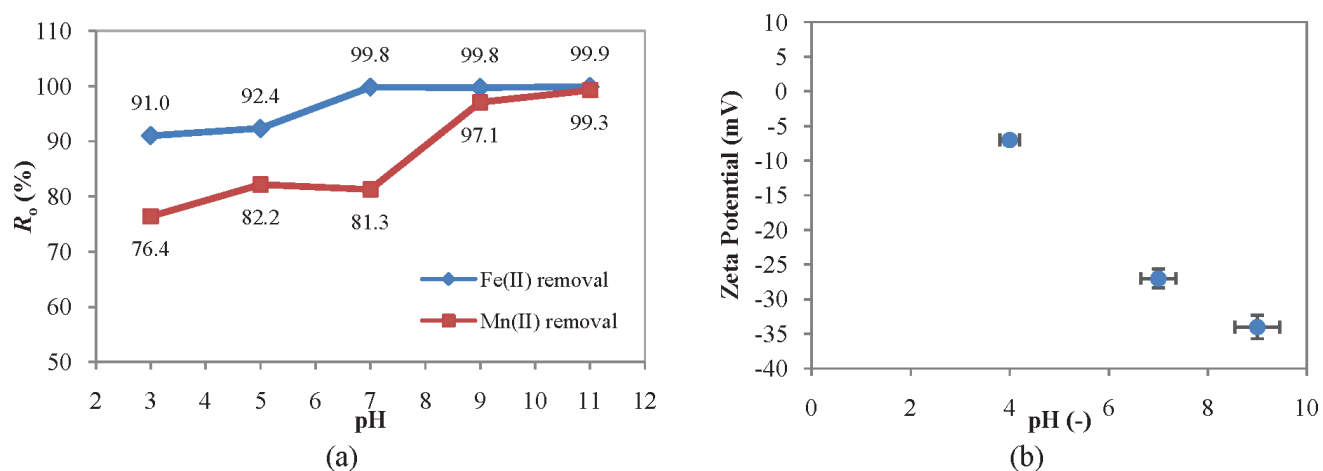 110
100
90
80
70
60
50
R₀ (%)
91.0
92.4
99.8
99.8
99.9
76.4
82.2
81.3
97.1
99.3
Fe(II) removal
Mn(II) removal
2 3 4 5 6 7 8 9 10 11 12
pH
(a)
10
5
0
-5
-10
-15
-20
-25
-30
-35
-40
Zeta Potential (mV)
0 2 4 6 8 10
pH (-)
(b)